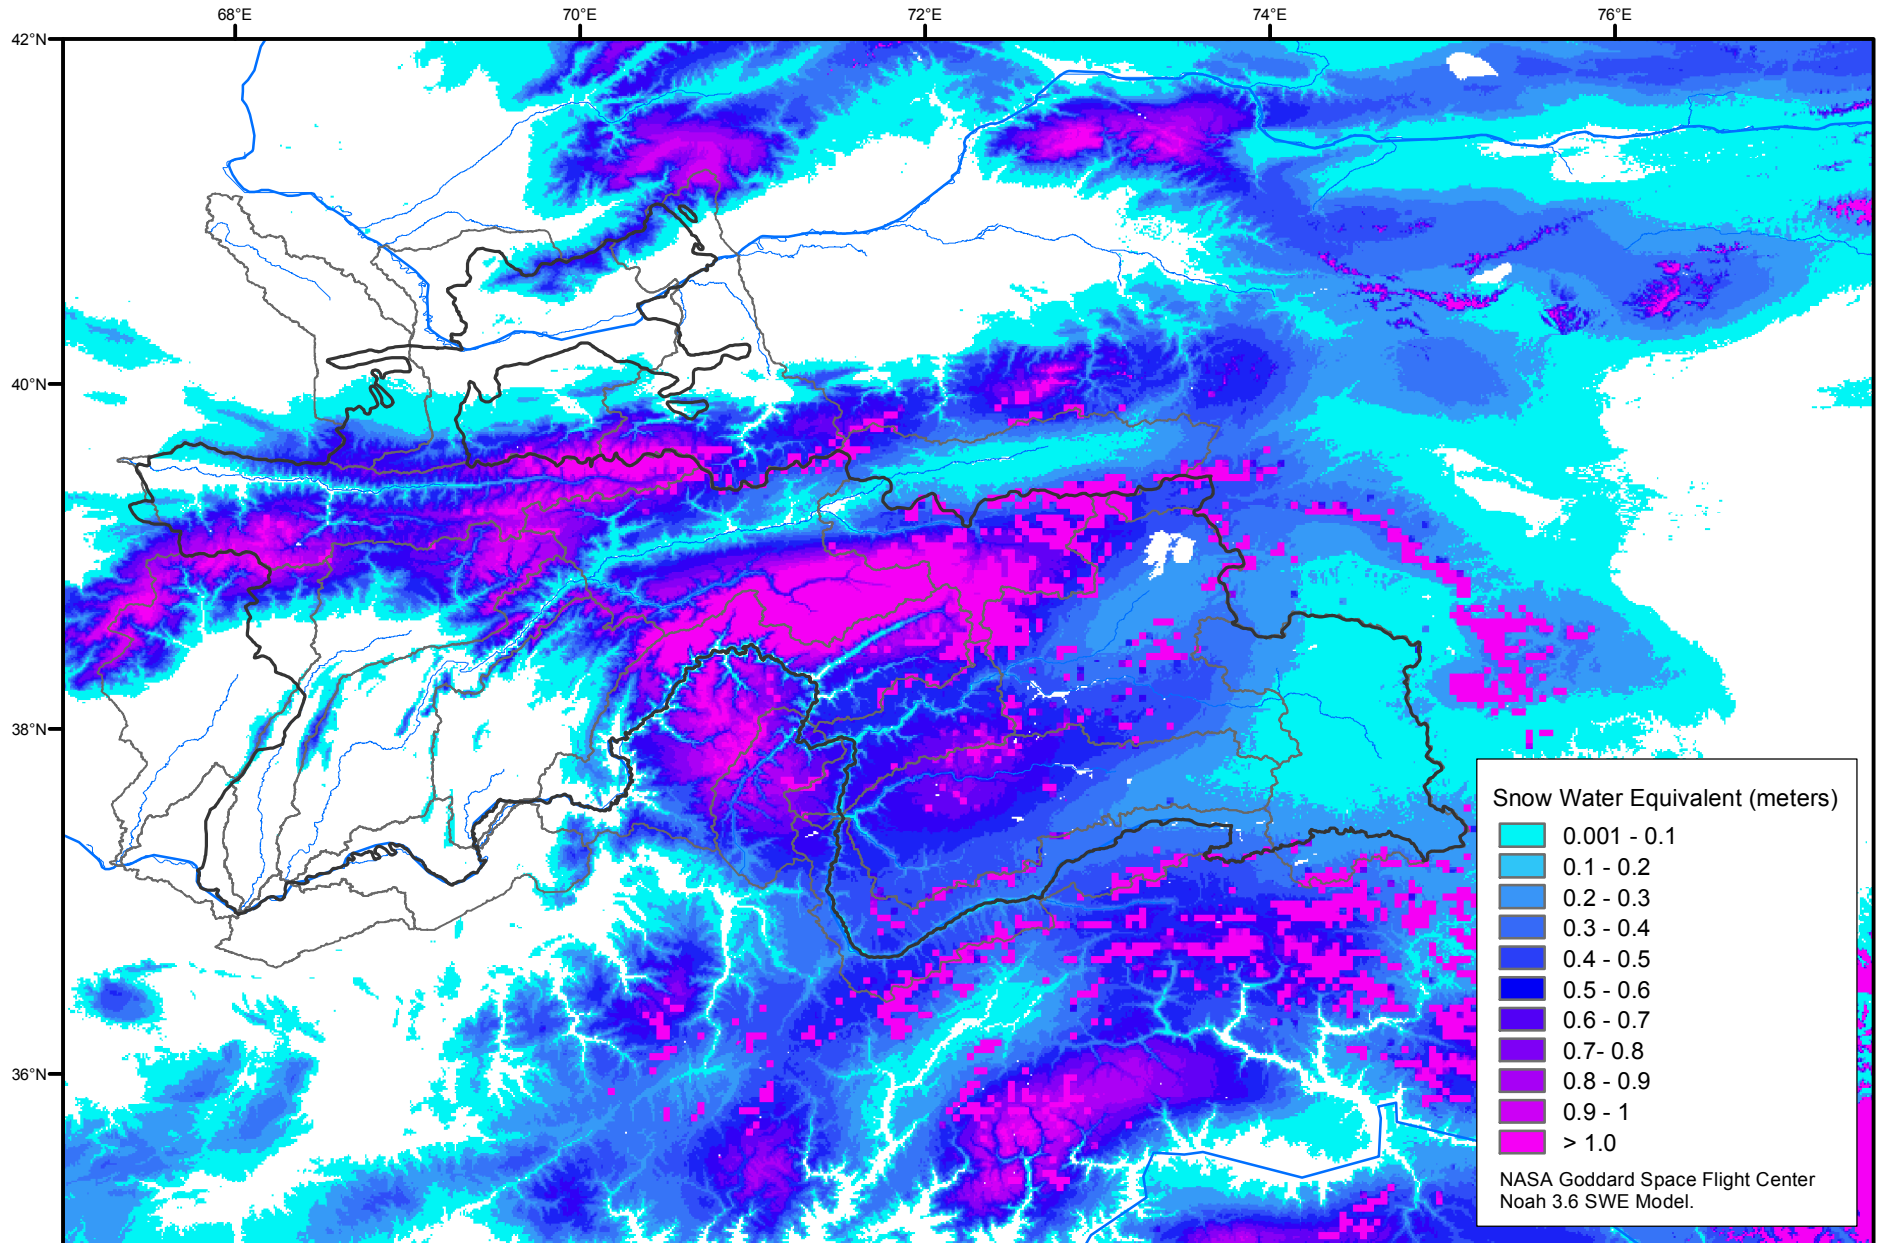 68°E 70°E 72°E 74°E 76°E
42°N
40°N
38°N
36°N
Snow Water Equivalent (meters)
0.001 - 0.1
0.1 - 0.2
0.2 - 0.3
0.3 - 0.4
0.4 - 0.5
0.5 - 0.6
0.6 - 0.7
0.7- 0.8
0.8 - 0.9
0.9 - 1
> 1.0
NASA Goddard Space Flight Center
Noah 3.6 SWE Model.